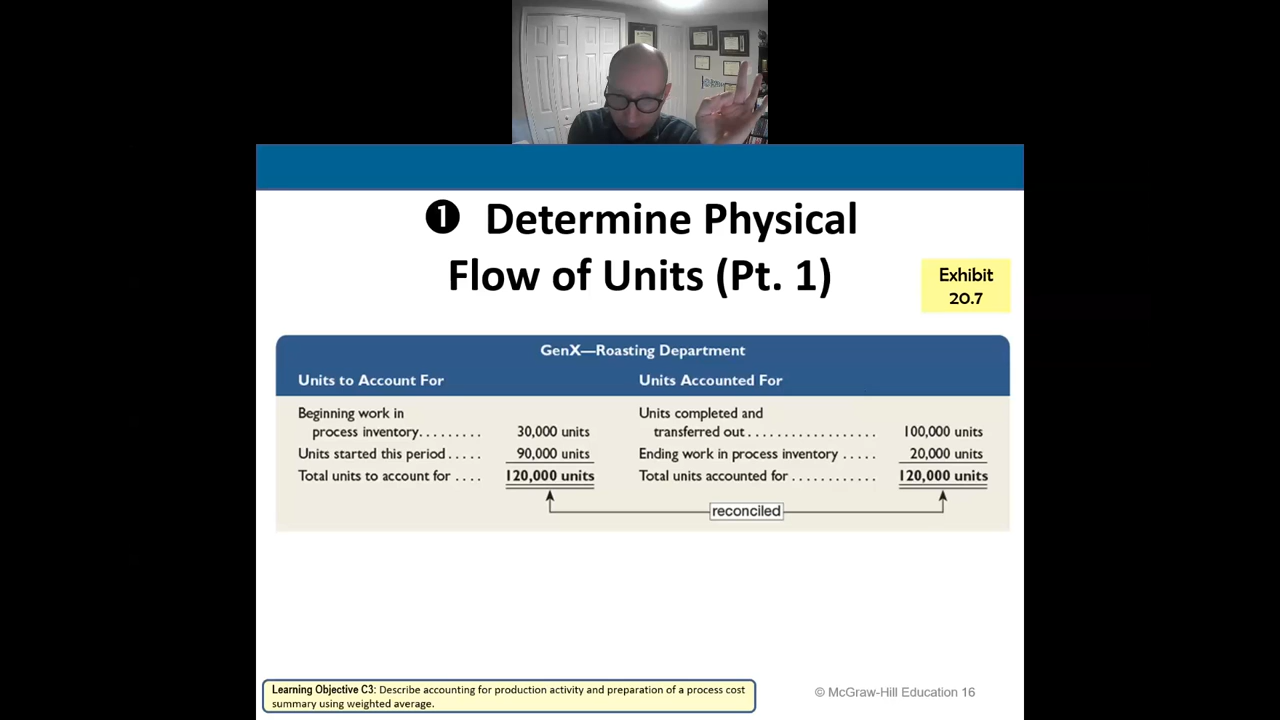 ❶ Determine Physical
Flow of Units (Pt. 1)
Exhibit
20.7
GenX—Roasting Department
Units to Account For
Units Accounted For
Beginning work in
process inventory......... 30,000 units
Units started this period ..... 90,000 units
Total units to account for .... 120,000 units
Units completed and
transferred out .................. 100,000 units
Ending work in process inventory ..... 20,000 units
Total units accounted for ............ 120,000 units
reconciled
Learning Objective C3: Describe accounting for production activity and preparation of a process cost
summary using weighted average.
© McGraw-Hill Education 16